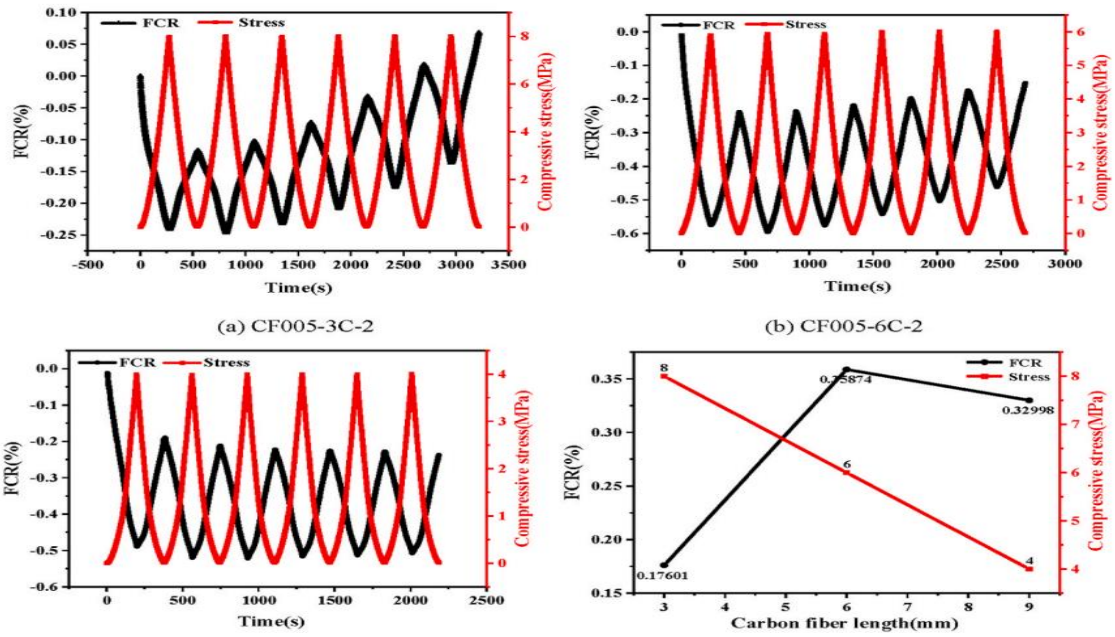 FCR Stress
0.10
0.05
0.00
-0.05
-0.10
-0.15
-0.20
-0.25
FCR(%)
8
6
4
2
0
Compressive stress(MPa)
-500 0 500 1000 1500 2000 2500 3000 3500
Time(s)
(a) CF005-3C-2
FCR Stress
0.0
-0.1
-0.2
-0.3
-0.4
-0.5
-0.6
FCR(%)
6
5
4
3
2
1
0
Compressive stress(MPa)
0 500 1000 1500 2000 2500 3000
Time(s)
(b) CF005-6C-2
FCR Stress
0.0
-0.1
-0.2
-0.3
-0.4
-0.5
-0.6
FCR(%)
4
3
2
1
0
Compressive stress(MPa)
0 500 1000 1500 2000
Time(s)
FCR
Stress
0.35
0.30
0.25
0.20
0.15
FCR(%)
8
0.35874
0.32998
6
4
0.17601
8
7
6
5
4
Compressive stress(MPa)
3 4 5 6 7 8 9
Carbon fiber length(mm)